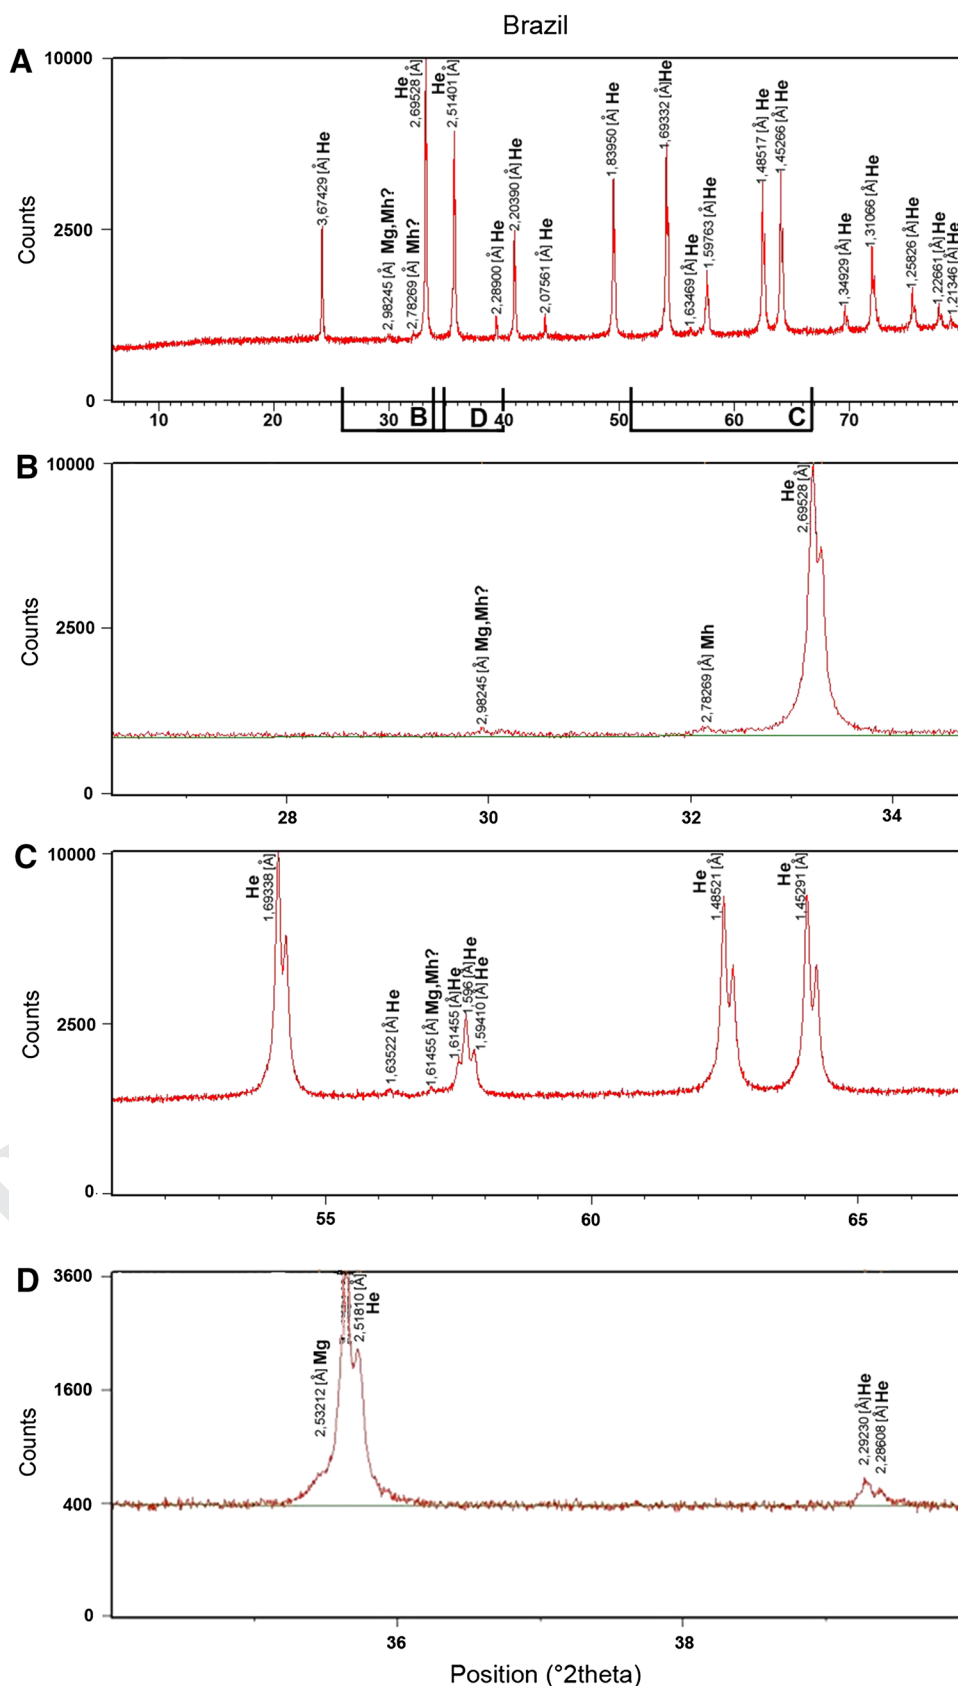 Brazil
A
10000
2500
0
Counts
3,67429 [Å] He
2,98245 [Å] Mg,Mh?
2,78269 [Å] Mh?
He
2,69528 [Å]
He
2,51401 [Å]
2,28900 [Å] He
2,20390 [Å] He
2,07561 [Å] He
1,83950 [Å] He
1,69332 [Å] He
1,63469 [Å] He
1,59763 [Å] He
1,48517 [Å] He
1,45266 [Å] He
1,34929 [Å] He
1,31066 [Å] He
1,25826 [Å] He
1,22661 [Å] He
1,21346 [Å] He
10
20
30
B
D
40
50
60
C
70
B
10000
2500
0
Counts
2,98245 [Å] Mg,Mh?
2,78269 [Å] Mh
He
2,69528 [Å]
28
30
32
34
C
10000
2500
0
Counts
He
1,69338 [Å]
1,63522 [Å] He
1,61455 [Å] Mg,Mh?
1,61455 [Å] He
1,596 [Å] He
1,59410 [Å] He
He
1,48521 [Å]
He
1,45291 [Å]
55
60
65
D
3600
1600
400
0
Counts
2,53212 [Å] Mg
2,51810 [Å]
He
2,29230 [Å] He
2,28608 [Å] He
36
38
Position (°2theta)